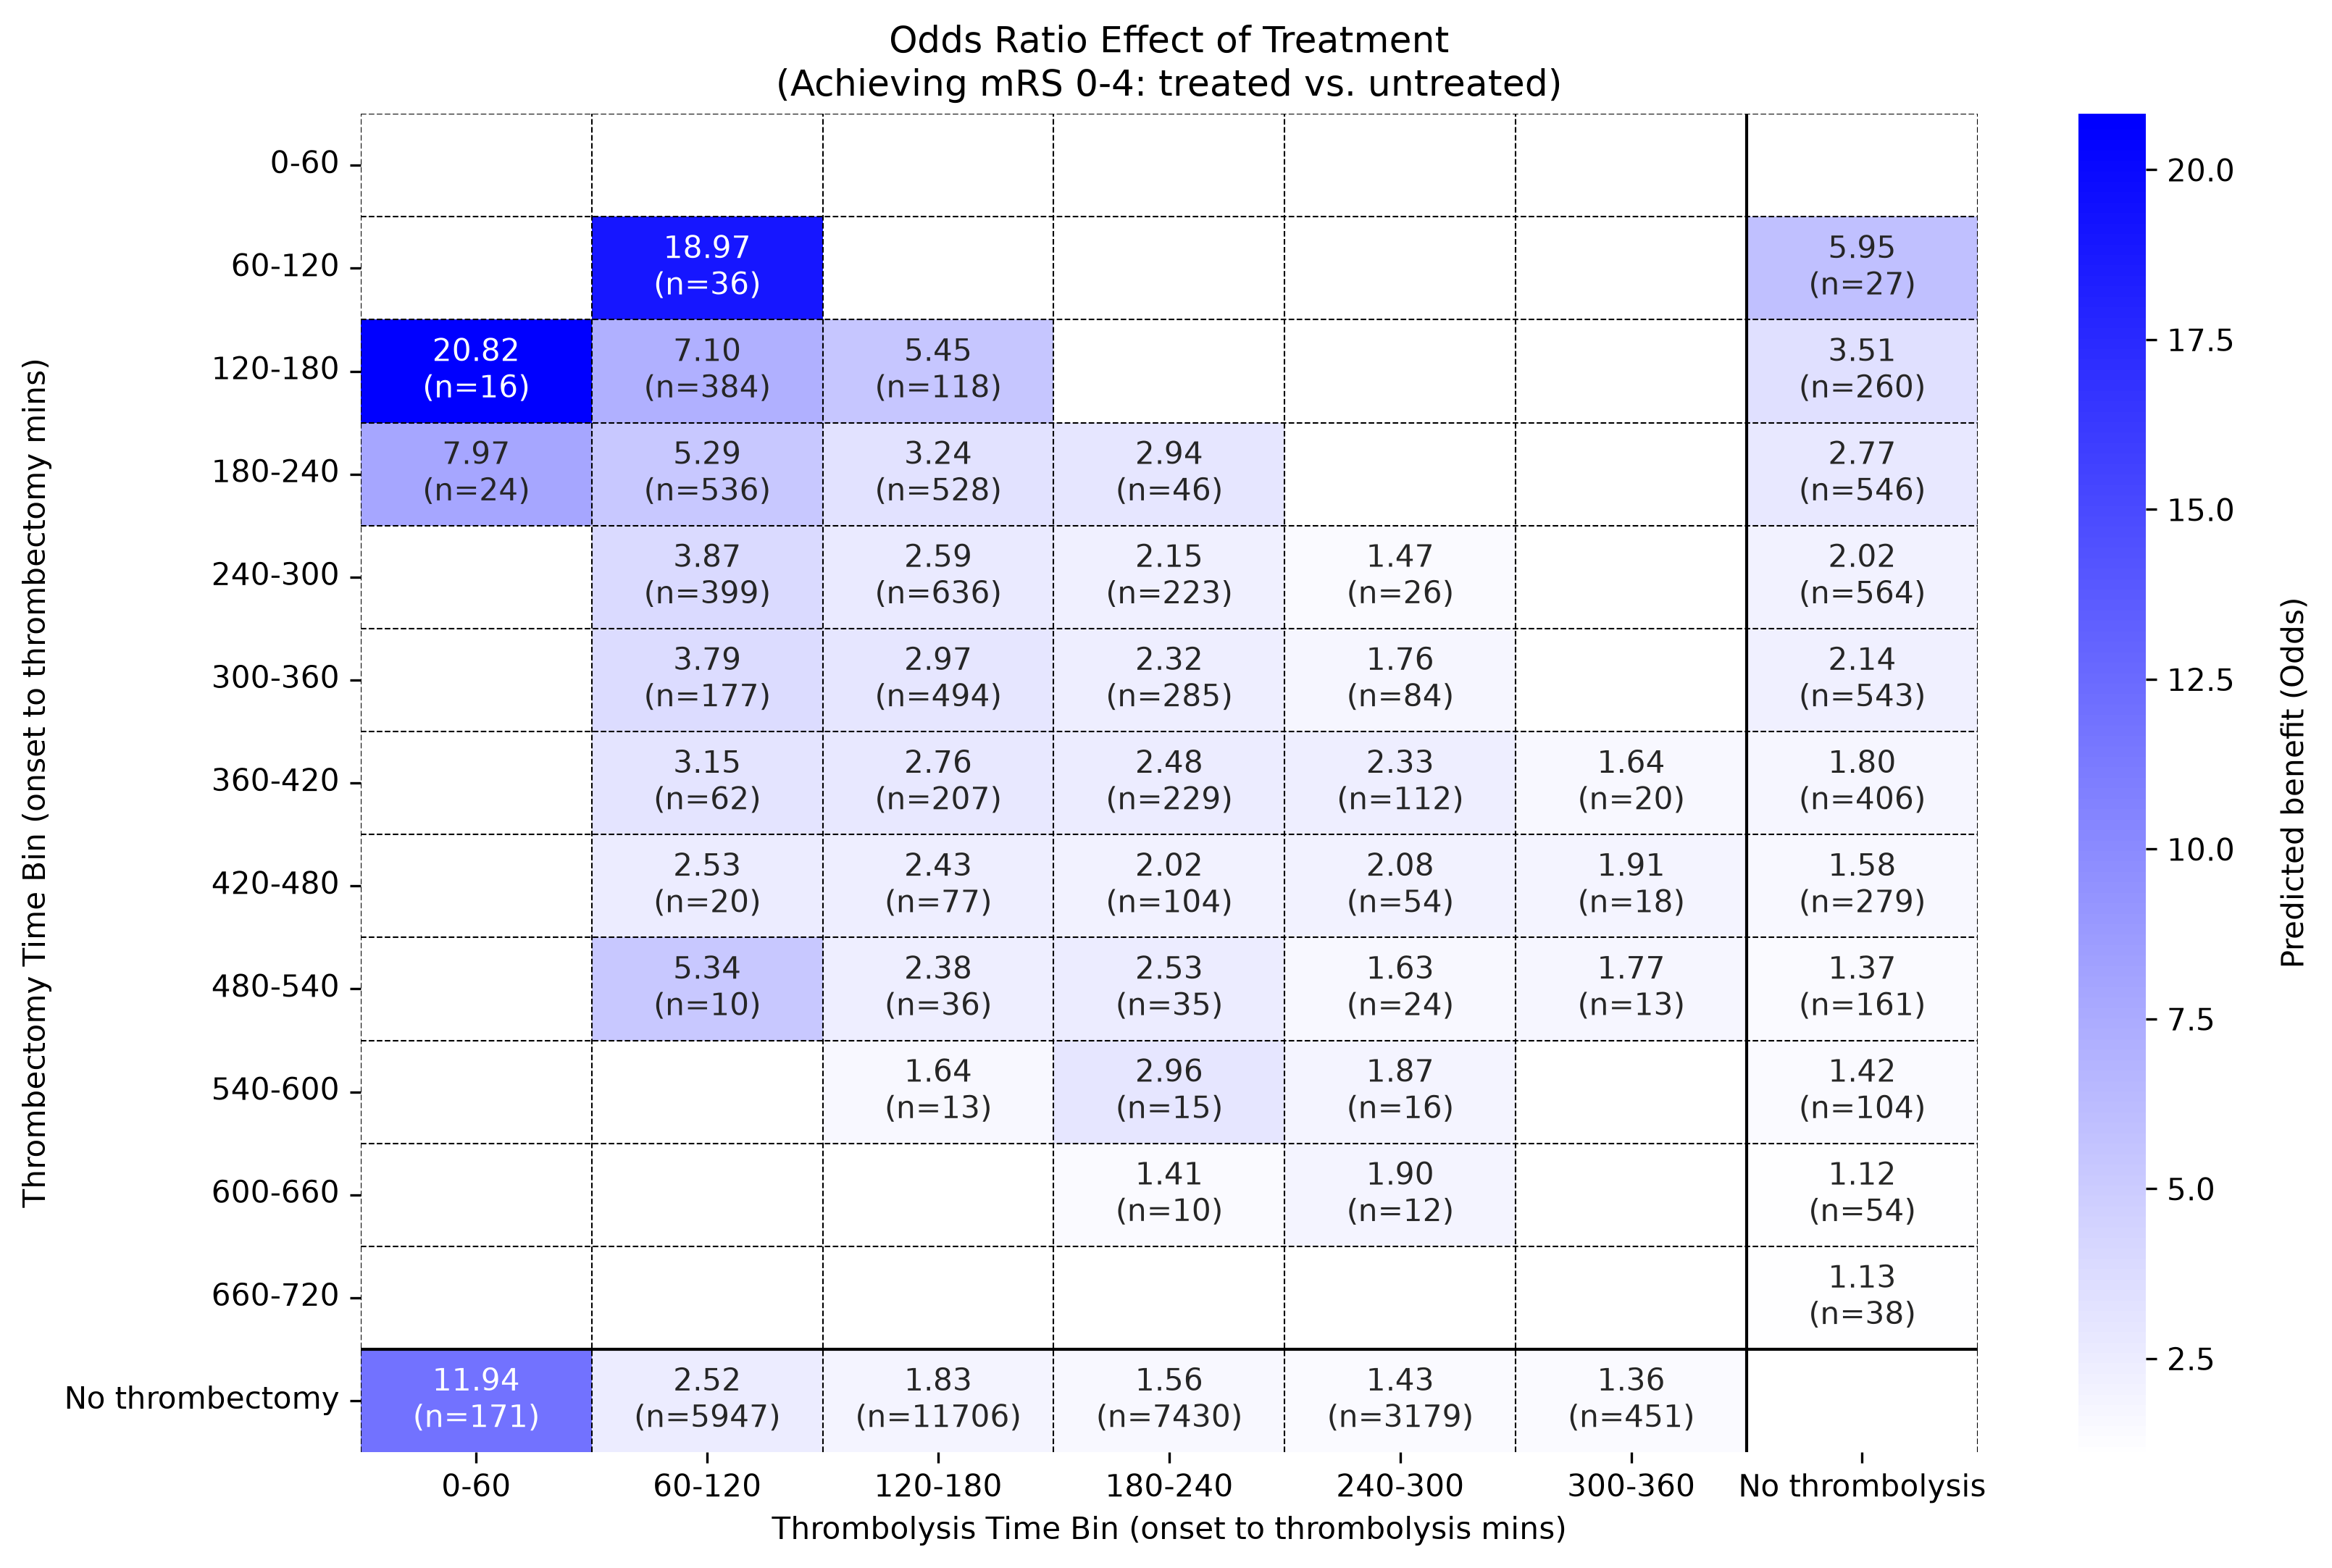 Odds Ratio Effect of Treatment
(Achieving mRS 0-4: treated vs. untreated)
Thrombectomy Time Bin (onset to thrombectomy mins)
0-60
60-120
18.97
(n=36)
5.95
(n=27)
120-180
20.82
(n=16)
7.10
(n=384)
5.45
(n=118)
3.51
(n=260)
180-240
7.97
(n=24)
5.29
(n=536)
3.24
(n=528)
2.94
(n=46)
2.77
(n=546)
240-300
3.87
(n=399)
2.59
(n=636)
2.15
(n=223)
1.47
(n=26)
2.02
(n=564)
300-360
3.79
(n=177)
2.97
(n=494)
2.32
(n=285)
1.76
(n=84)
2.14
(n=543)
360-420
3.15
(n=62)
2.76
(n=207)
2.48
(n=229)
2.33
(n=112)
1.64
(n=20)
1.80
(n=406)
420-480
2.53
(n=20)
2.43
(n=77)
2.02
(n=104)
2.08
(n=54)
1.91
(n=18)
1.58
(n=279)
480-540
5.34
(n=10)
2.38
(n=36)
2.53
(n=35)
1.63
(n=24)
1.77
(n=13)
1.37
(n=161)
540-600
1.64
(n=13)
2.96
(n=15)
1.87
(n=16)
1.42
(n=104)
600-660
1.41
(n=10)
1.90
(n=12)
1.12
(n=54)
660-720
1.13
(n=38)
No thrombectomy
11.94
(n=171)
2.52
(n=5947)
1.83
(n=11706)
1.56
(n=7430)
1.43
(n=3179)
1.36
(n=451)
0-60
60-120
120-180
180-240
240-300
300-360
No thrombolysis
Thrombolysis Time Bin (onset to thrombolysis mins)
20.0
17.5
15.0
12.5
10.0
7.5
5.0
2.5
Predicted benefit (Odds)